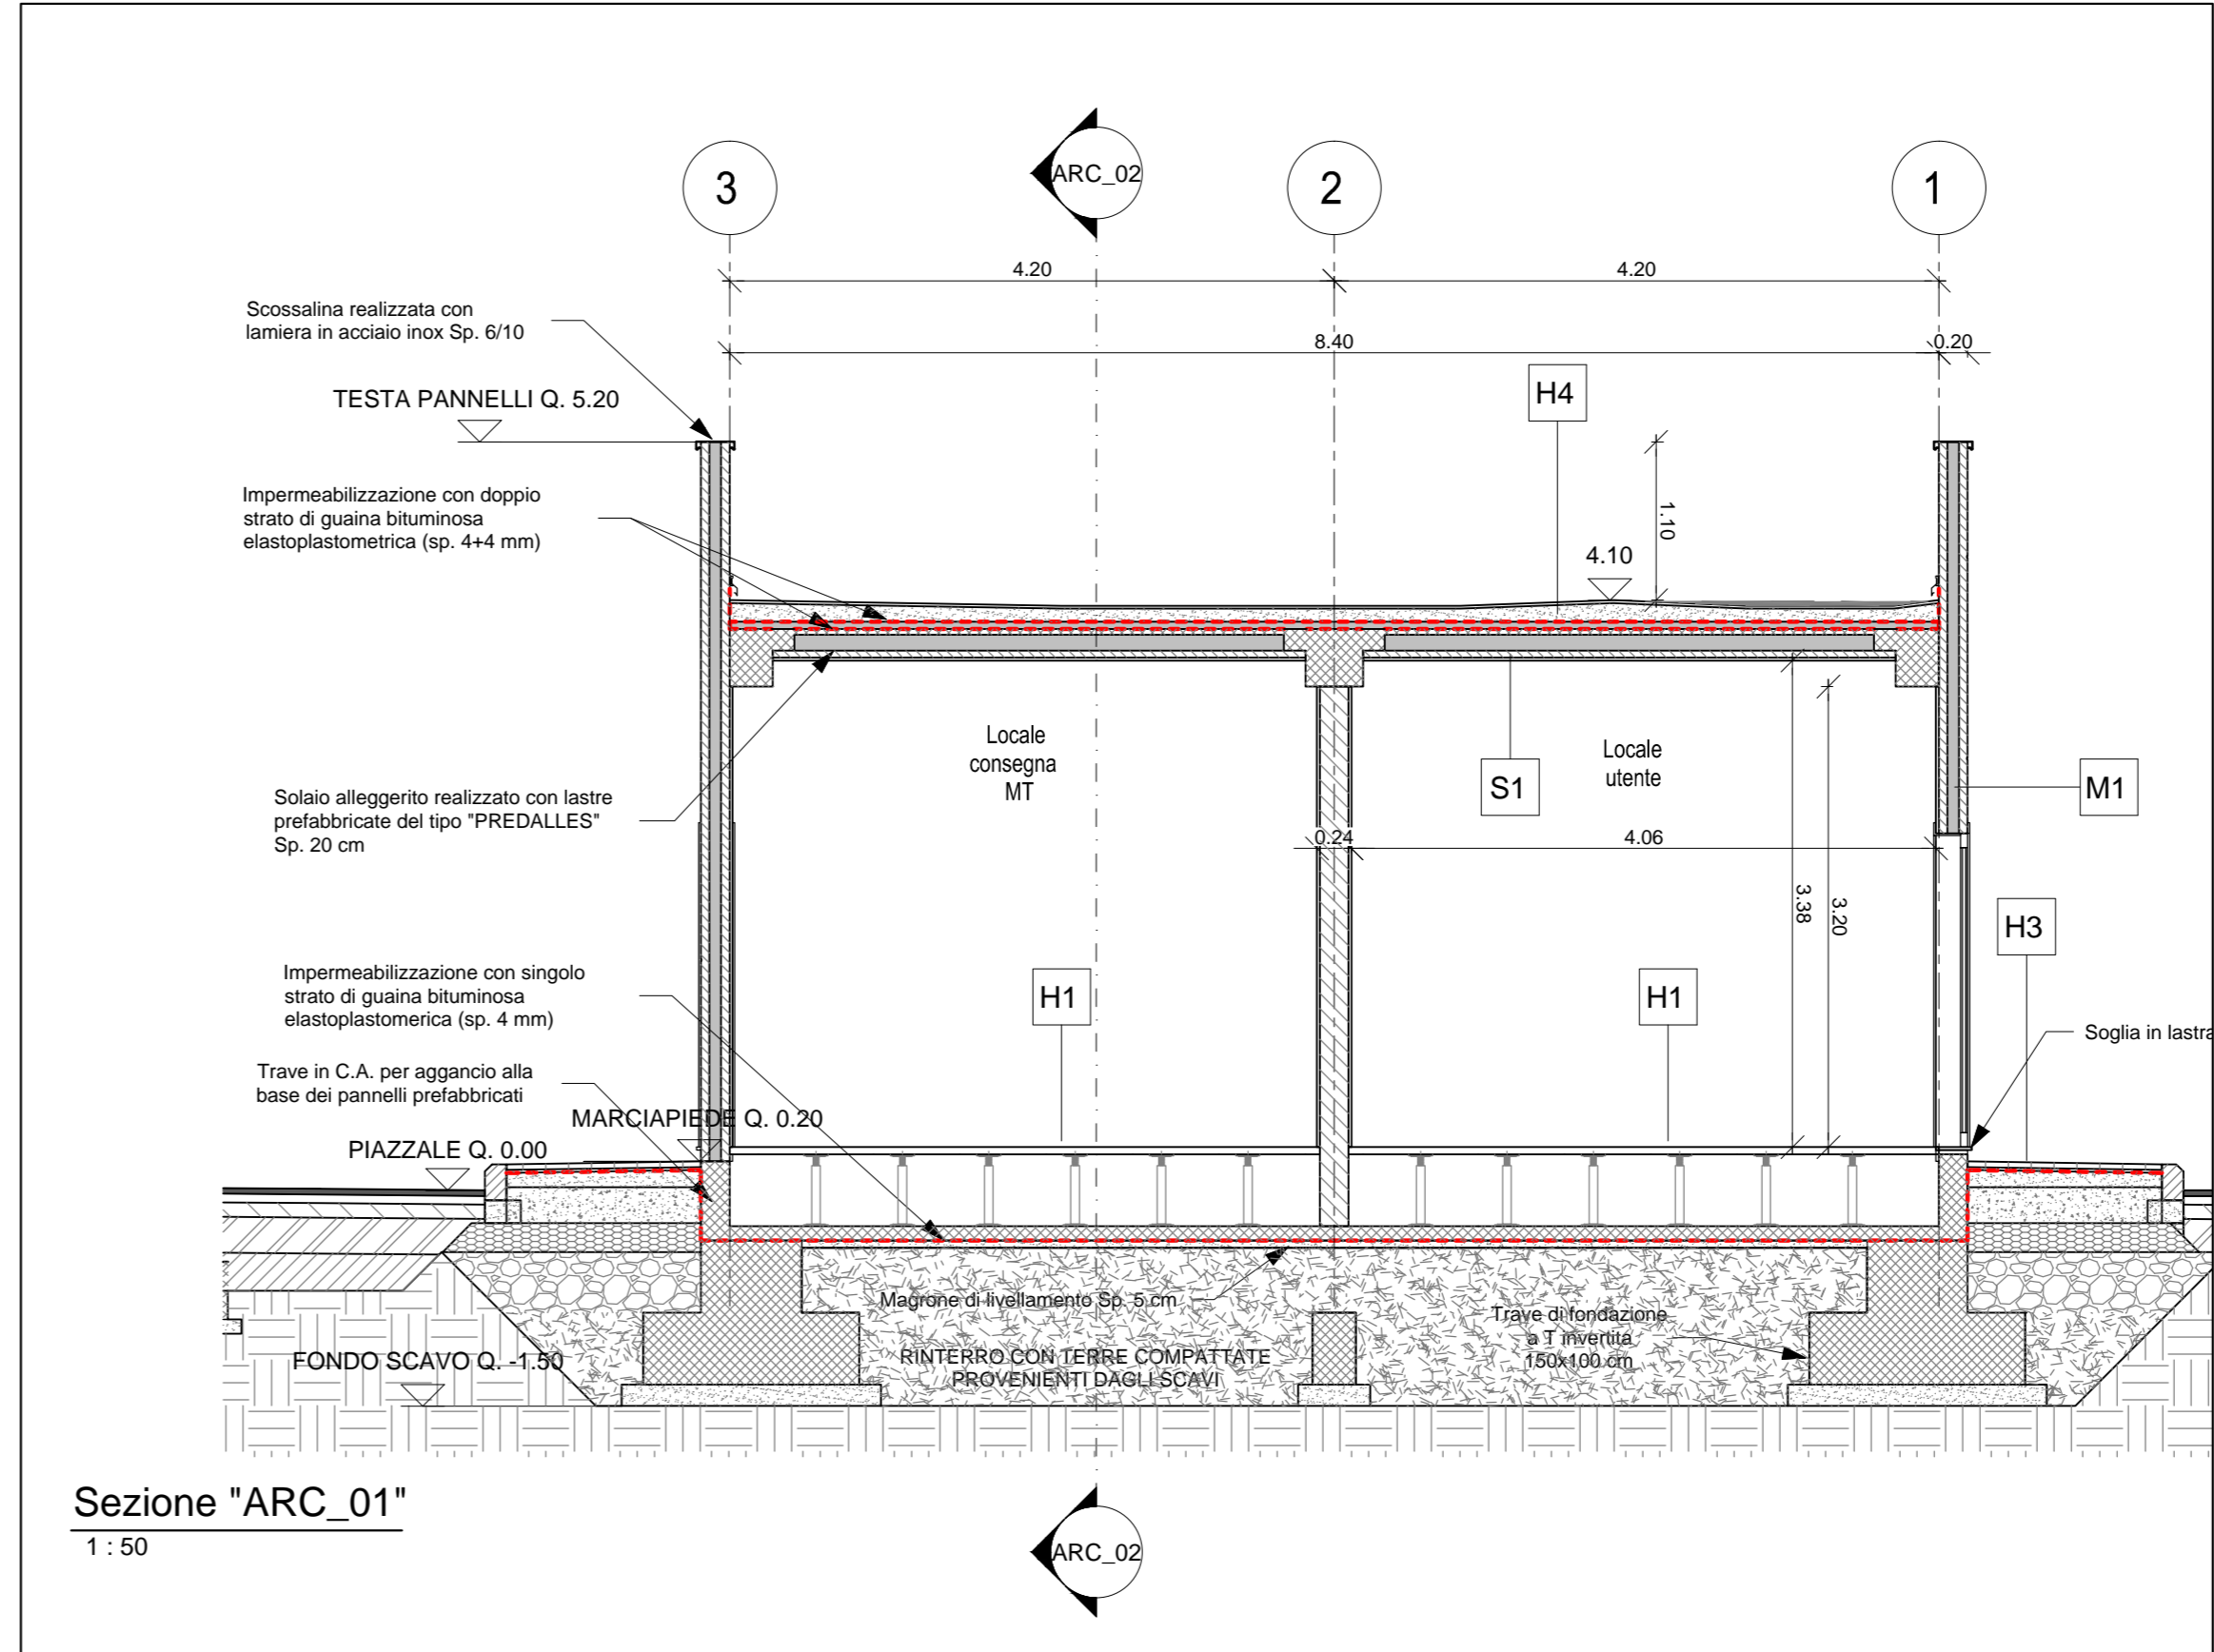 3
ARC_02
2
1
4.20
4.20
8.40
0.20
Scossalina realizzata con
lamiera in acciaio inox Sp. 6/10
TESTA PANNELLI Q. 5.20
H4
1.10
Impermeabilizzazione con doppio
strato di guaina bituminosa
elastoplastometrica (sp. 4+4 mm)
4.10
Locale
consegna
MT
Locale
utente
S1
M1
Solaio alleggerito realizzato con lastre
prefabbricate del tipo "PREDALLES"
Sp. 20 cm
0.24
4.06
3.38
3.20
H3
Impermeabilizzazione con singolo
strato di guaina bituminosa
elastoplastomerica (sp. 4 mm)
H1
H1
Soglia in lastra
Trave in C.A. per aggancio alla
base dei pannelli prefabbricati
MARCIAPIEDE Q. 0.20
PIAZZALE Q. 0.00
Magrone di livellamento Sp. 5 cm
Trave di fondazione
a T invertita
150x100 cm
FONDO SCAVO Q. -1.50
RINTERRO CON TERRE COMPATTATE
PROVENIENTI DAGLI SCAVI
Sezione "ARC_01"
1 : 50
ARC_02